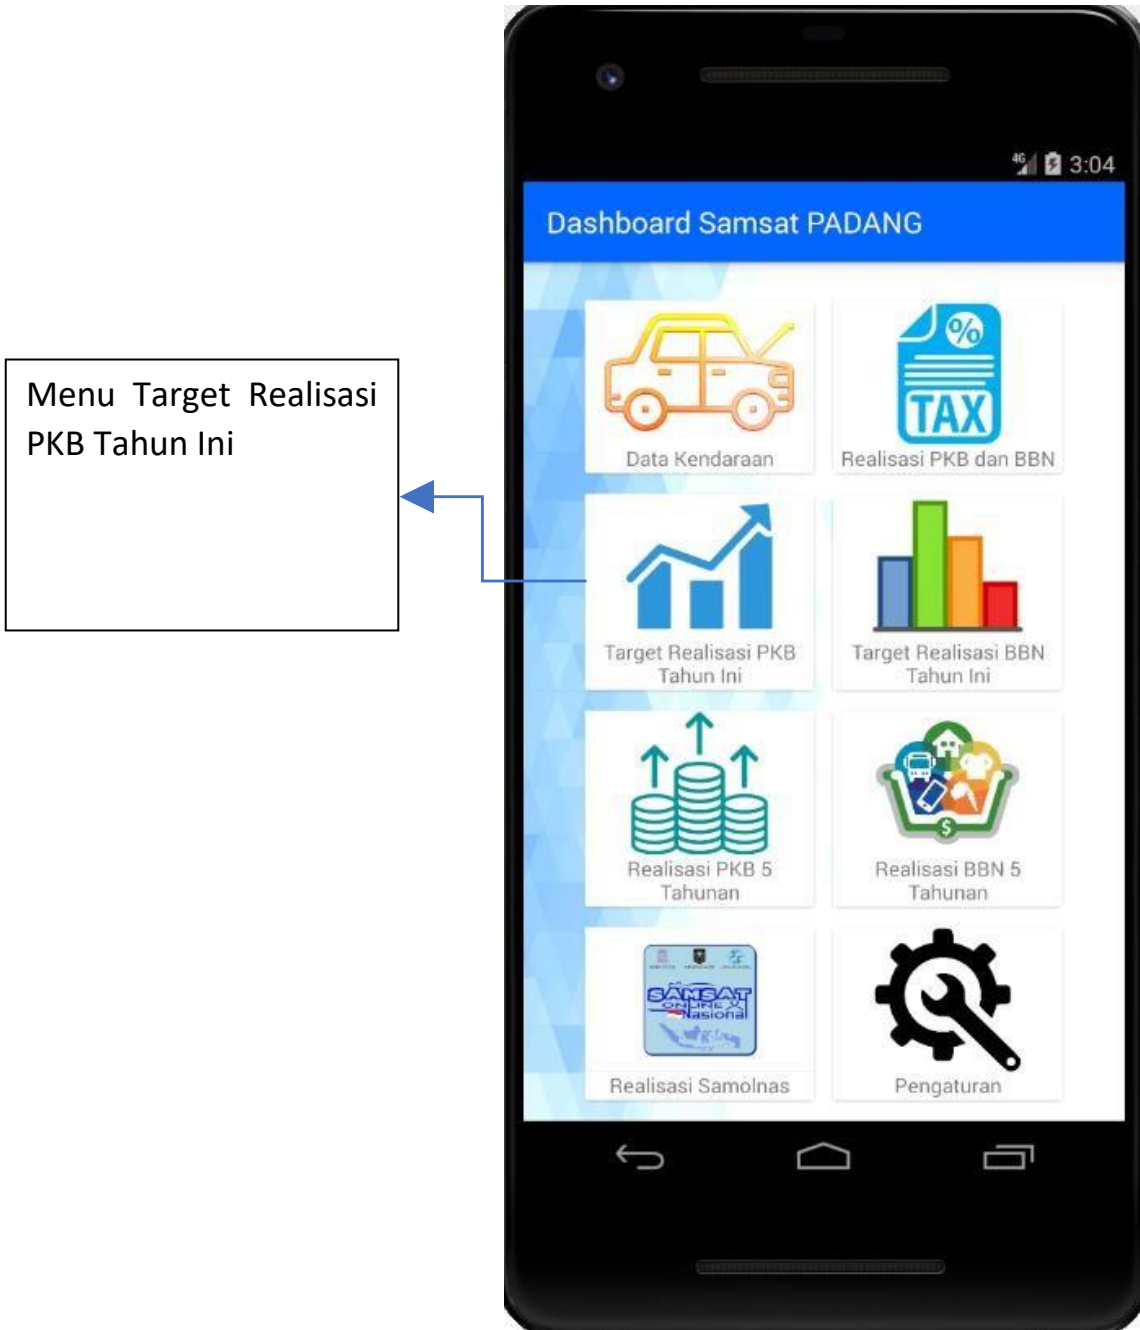 4G 3:04
Dashboard Samsat PADANG
Menu Target Realisasi
PKB Tahun Ini
%
TAX
Data Kendaraan
Realisasi PKB dan BBN
Target Realisasi PKB
Tahun Ini
Target Realisasi BBN
Tahun Ini
$
Realisasi PKB 5
Tahunan
Realisasi BBN 5
Tahunan
SAMSAT
ONLINE
Nasional
Realisasi Samolnas
Pengaturan